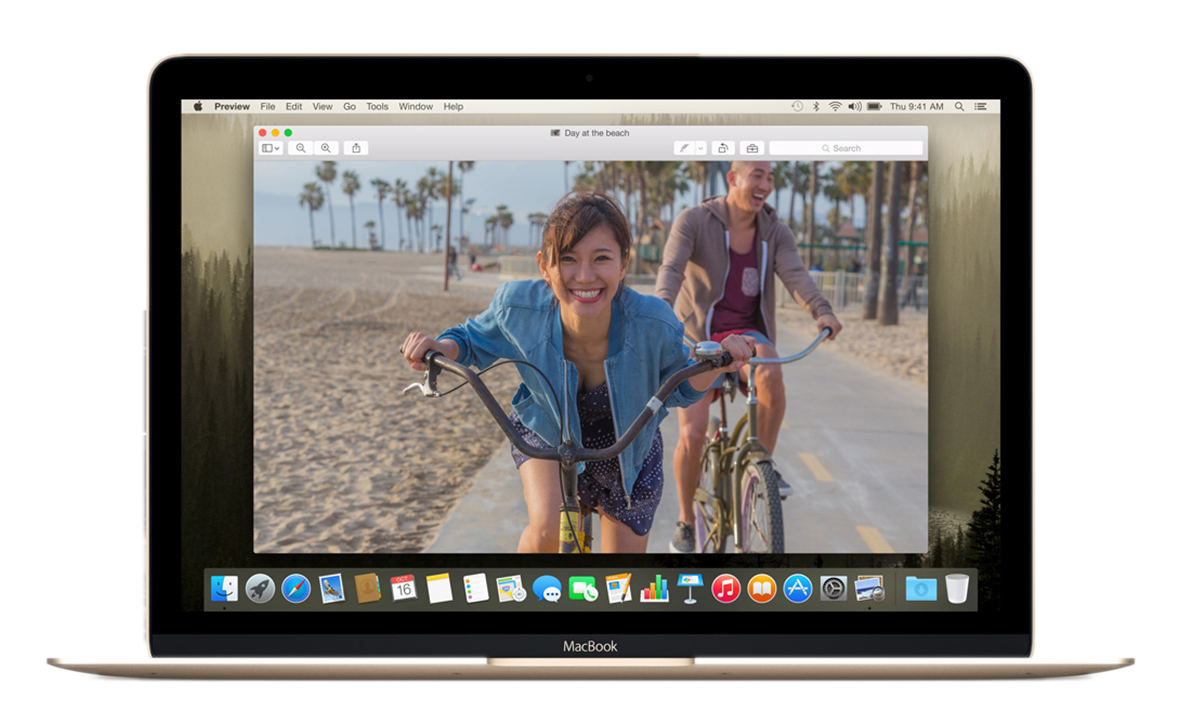 Preview File Edit View Go Tools Window Help Thu 9:41 AM
Day at the beach
Search
OCT
16
MacBook